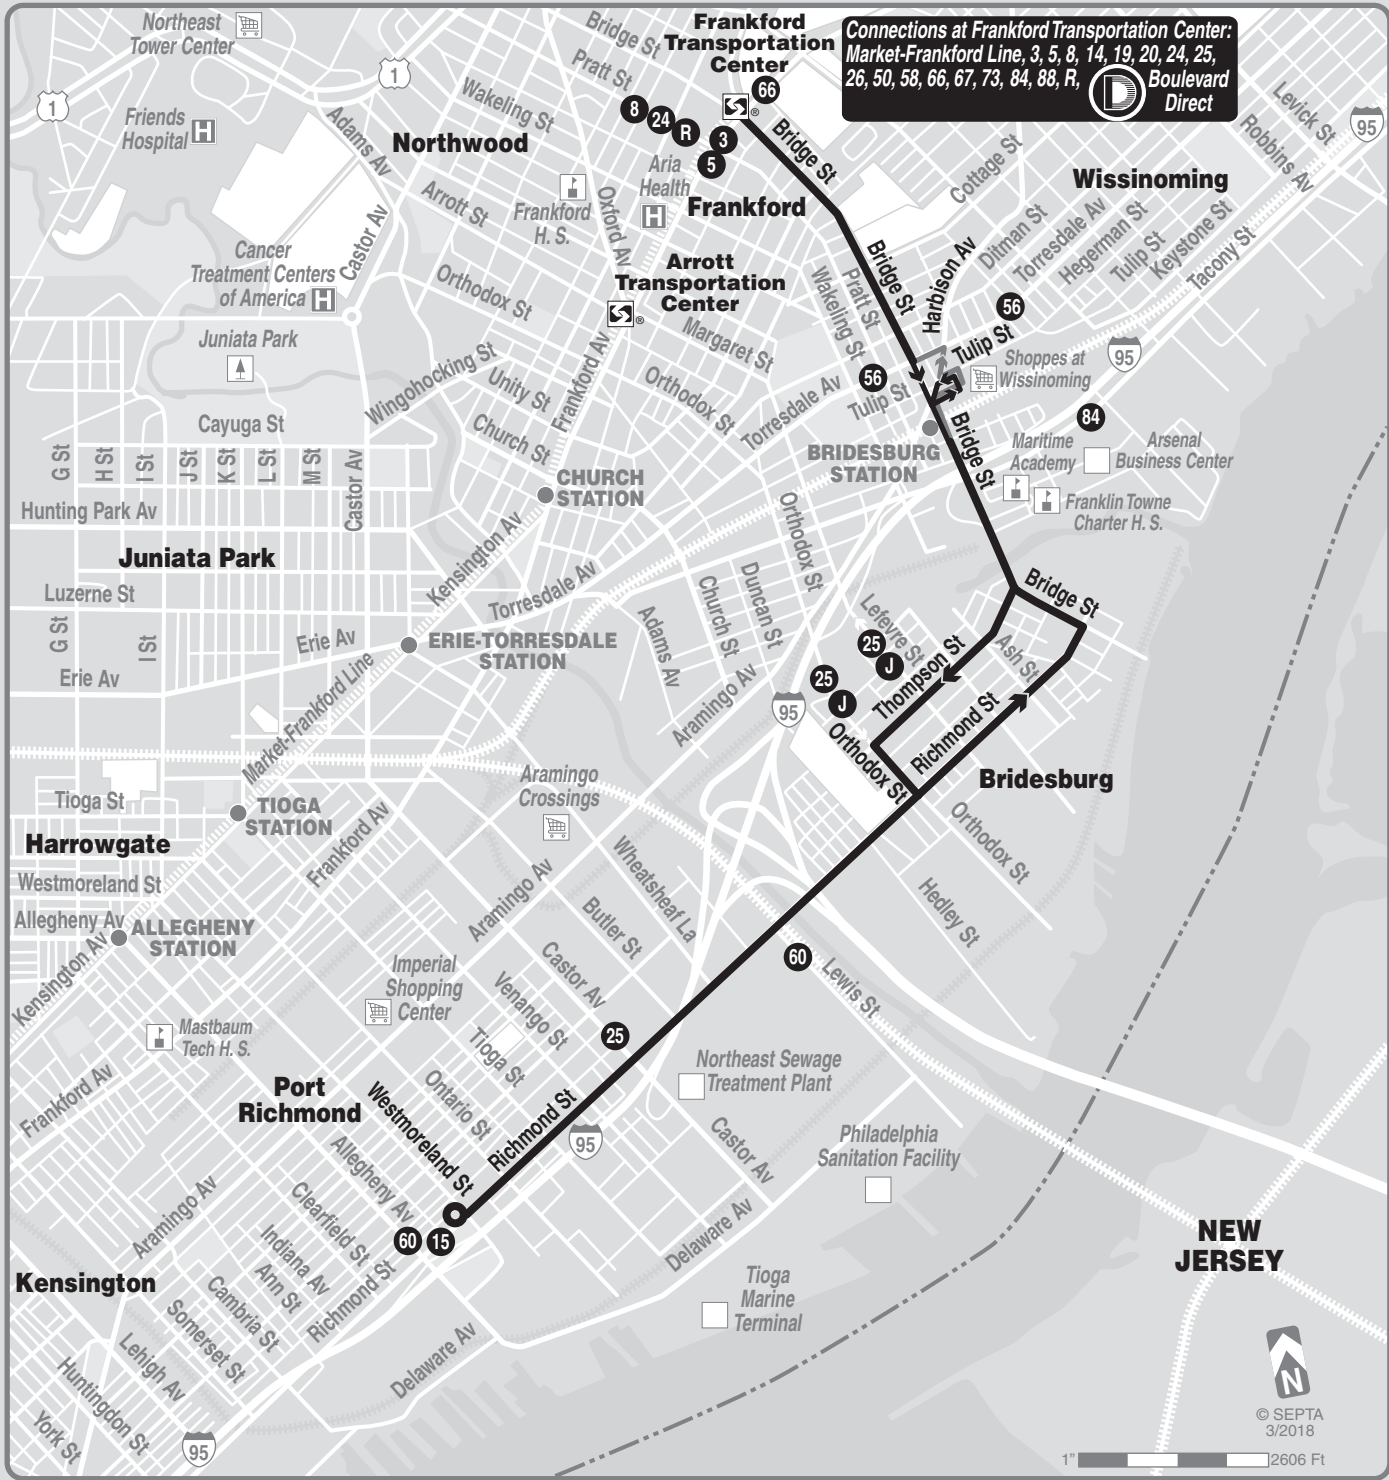 Northeast
Tower Center
1
1
Friends
Hospital
H
Adams Av
Castor Av
Cancer
Treatment Centers
of America
H
Juniata Park
Bridge St
Pratt St
Wakeling St
Northwood
Arrott St
Orthodox St
Frankford
H. S.
Oxford Av
Aria
Health
H
8
24
R
3
5
66
Frankford
Transportation
Center
®
Connections at Frankford Transportation Center:
Market-Frankford Line, 3, 5, 8, 14, 19, 20, 24, 25,
26, 50, 58, 66, 67, 73, 84, 88, R,
D
Boulevard
Direct
Levick St
Robbins Av
95
Bridge St
Cottage St
Wissinoming
Frankford
Arrott
Transportation
Center
®
Bridge St
Harbison Av
Ditman St
Torresdale Av
Hegerman St
Tulip St
Keystone St
Tacony St
Pratt St
Wakeling St
56
Tulip St
Shoppes at
Wissinoming
95
Margaret St
Orthodox St
Torresdale Av
56
Tulip St
84
Wingohocking St
Unity St
Church St
Frankford Av
Cayuga St
G St
H St
I St
J St
K St
L St
M St
Castor Av
Hunting Park Av
Juniata Park
Luzerne St
G St
I St
Erie Av
Erie Av
CHURCH
STATION
BRIDESBURG
STATION
Bridge St
Maritime
Academy
Arsenal
Business Center
Franklin Towne
Charter H. S.
Orthodox St
Kensington Av
Torresdale Av
ERIE-TORRESDALE
STATION
Market-Frankford Line
Adams Av
Church St
Duncan St
Aramingo Av
Lefevre St
25
J
25
J
95
Thompson St
Bridge St
Ash St
Richmond St
Orthodox St
Bridesburg
Orthodox St
Hedley St
Tioga St
Harrowgate
TIOGA
STATION
Westmoreland St
Allegheny Av
ALLEGHENY
STATION
Kensington Av
Frankford Av
Aramingo
Crossings
Aramingo Av
Wheatsheaf La
Butler St
Castor Av
Venango St
Tioga St
Ontario St
Imperial
Shopping
Center
Mastbaum
Tech H. S.
Frankford Av
Port
Richmond
Westmoreland St
25
60
Lewis St
Northeast Sewage
Treatment Plant
Richmond St
95
Castor Av
Philadelphia
Sanitation Facility
Allegheny Av
Clearfield St
Indiana Av
Ann St
Cambria St
Somerset St
Lehigh Av
Huntingdon St
York St
Aramingo Av
Kensington
60
15
Richmond St
Delaware Av
Delaware Av
Tioga
Marine
Terminal
NEW
JERSEY
95
N
© SEPTA
3/2018
1"
2606 Ft